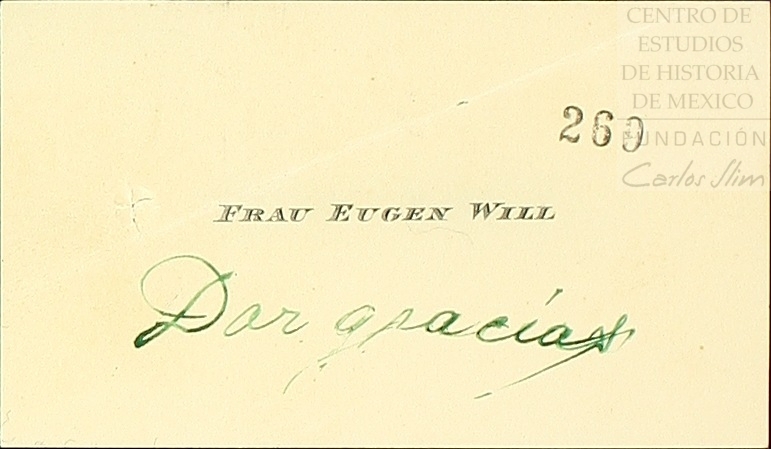 CENTRO DE
ESTUDIOS
DE HISTORIA
DE MEXICO
FUNDACIÓN
Carlos Slim
260
FRAU EUGEN WILL
Dar gracias